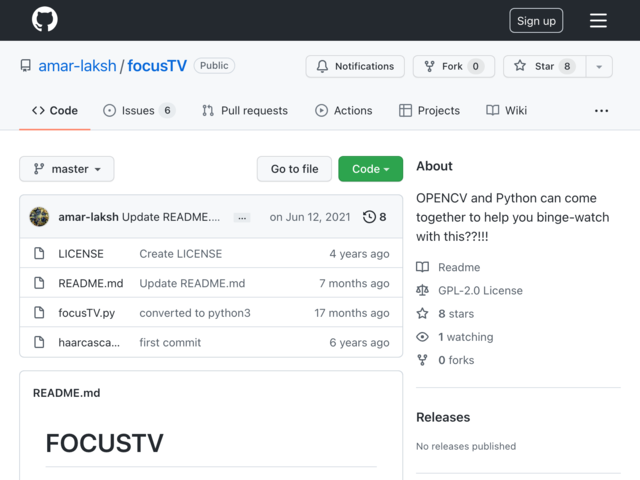 Sign up
amar-laksh / focusTV Public
Notifications Fork 0 Star 8
Code Issues 6 Pull requests Actions Projects Wiki ...
master Go to file Code
amar-laksh Update README.... ... on Jun 12, 2021 8
LICENSE Create LICENSE 4 years ago
README.md Update README.md 7 months ago
focusTV.py converted to python3 17 months ago
haarcasca... first commit 6 years ago
README.md
FOCUSTV
About
OPENCV and Python can come
together to help you binge-watch
with this??!!!
Readme
GPL-2.0 License
8 stars
1 watching
0 forks
Releases
No releases published